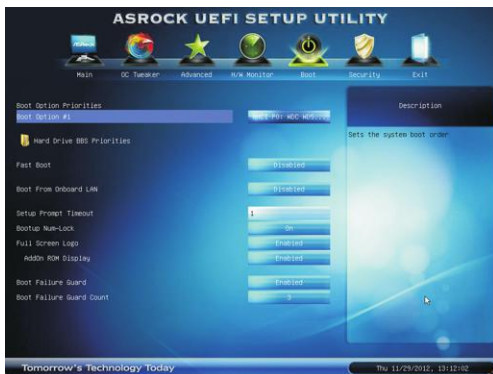 ASROCK UEFI SETUP UTILITY
Main OC Tweaker Advanced H/W Monitor Boot Security Exit
Boot Option Priorities
Boot Option #1
Hard Drive BBS Priorities
Fast Boot Disabled
Boot From Onboard LAN Disabled
Setup Prompt Timeout 1
Bootup Num-Lock On
Full Screen Logo Enabled
AddOn ROM Display Enabled
Boot Failure Guard Enabled
Boot Failure Guard Count 3
Description
Sets the system boot order
Tomorrow's Technology Today
Thu 11/29/2012, 13:12:02